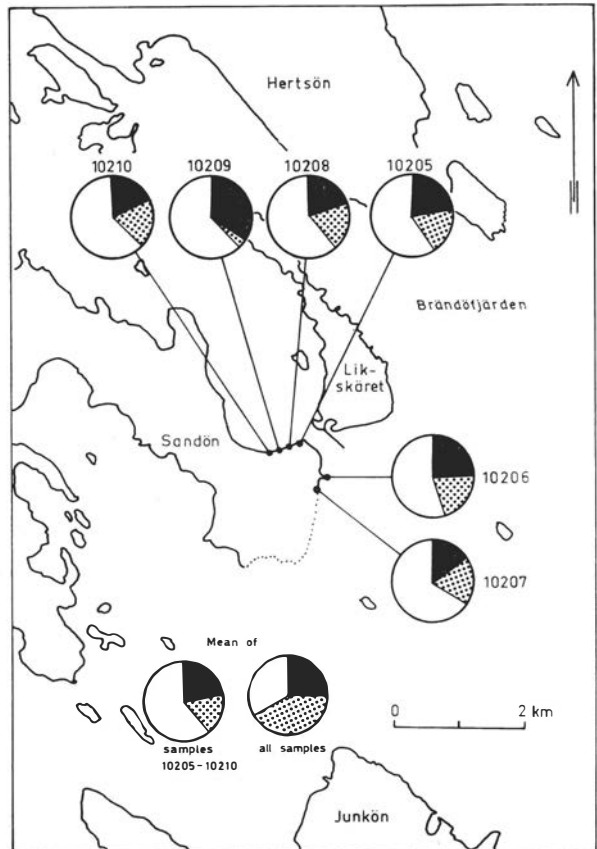 Hertsön
10210 10209 10208 10205
Brändöfjärden
Lik-
skäret
Sandön
10206
10207
Mean of
samples
10205-10210
all samples
0 2 km
Junkön